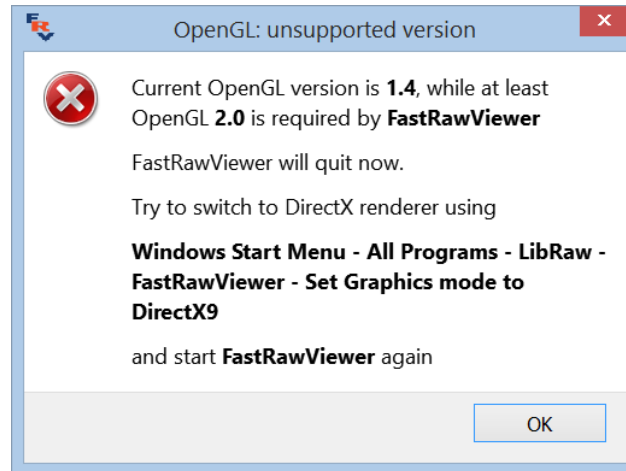 FRV
OpenGL: unsupported version
Current OpenGL version is 1.4, while at least
OpenGL 2.0 is required by FastRawViewer
FastRawViewer will quit now.
Try to switch to DirectX renderer using
Windows Start Menu - All Programs - LibRaw -
FastRawViewer - Set Graphics mode to
DirectX9
and start FastRawViewer again
OK